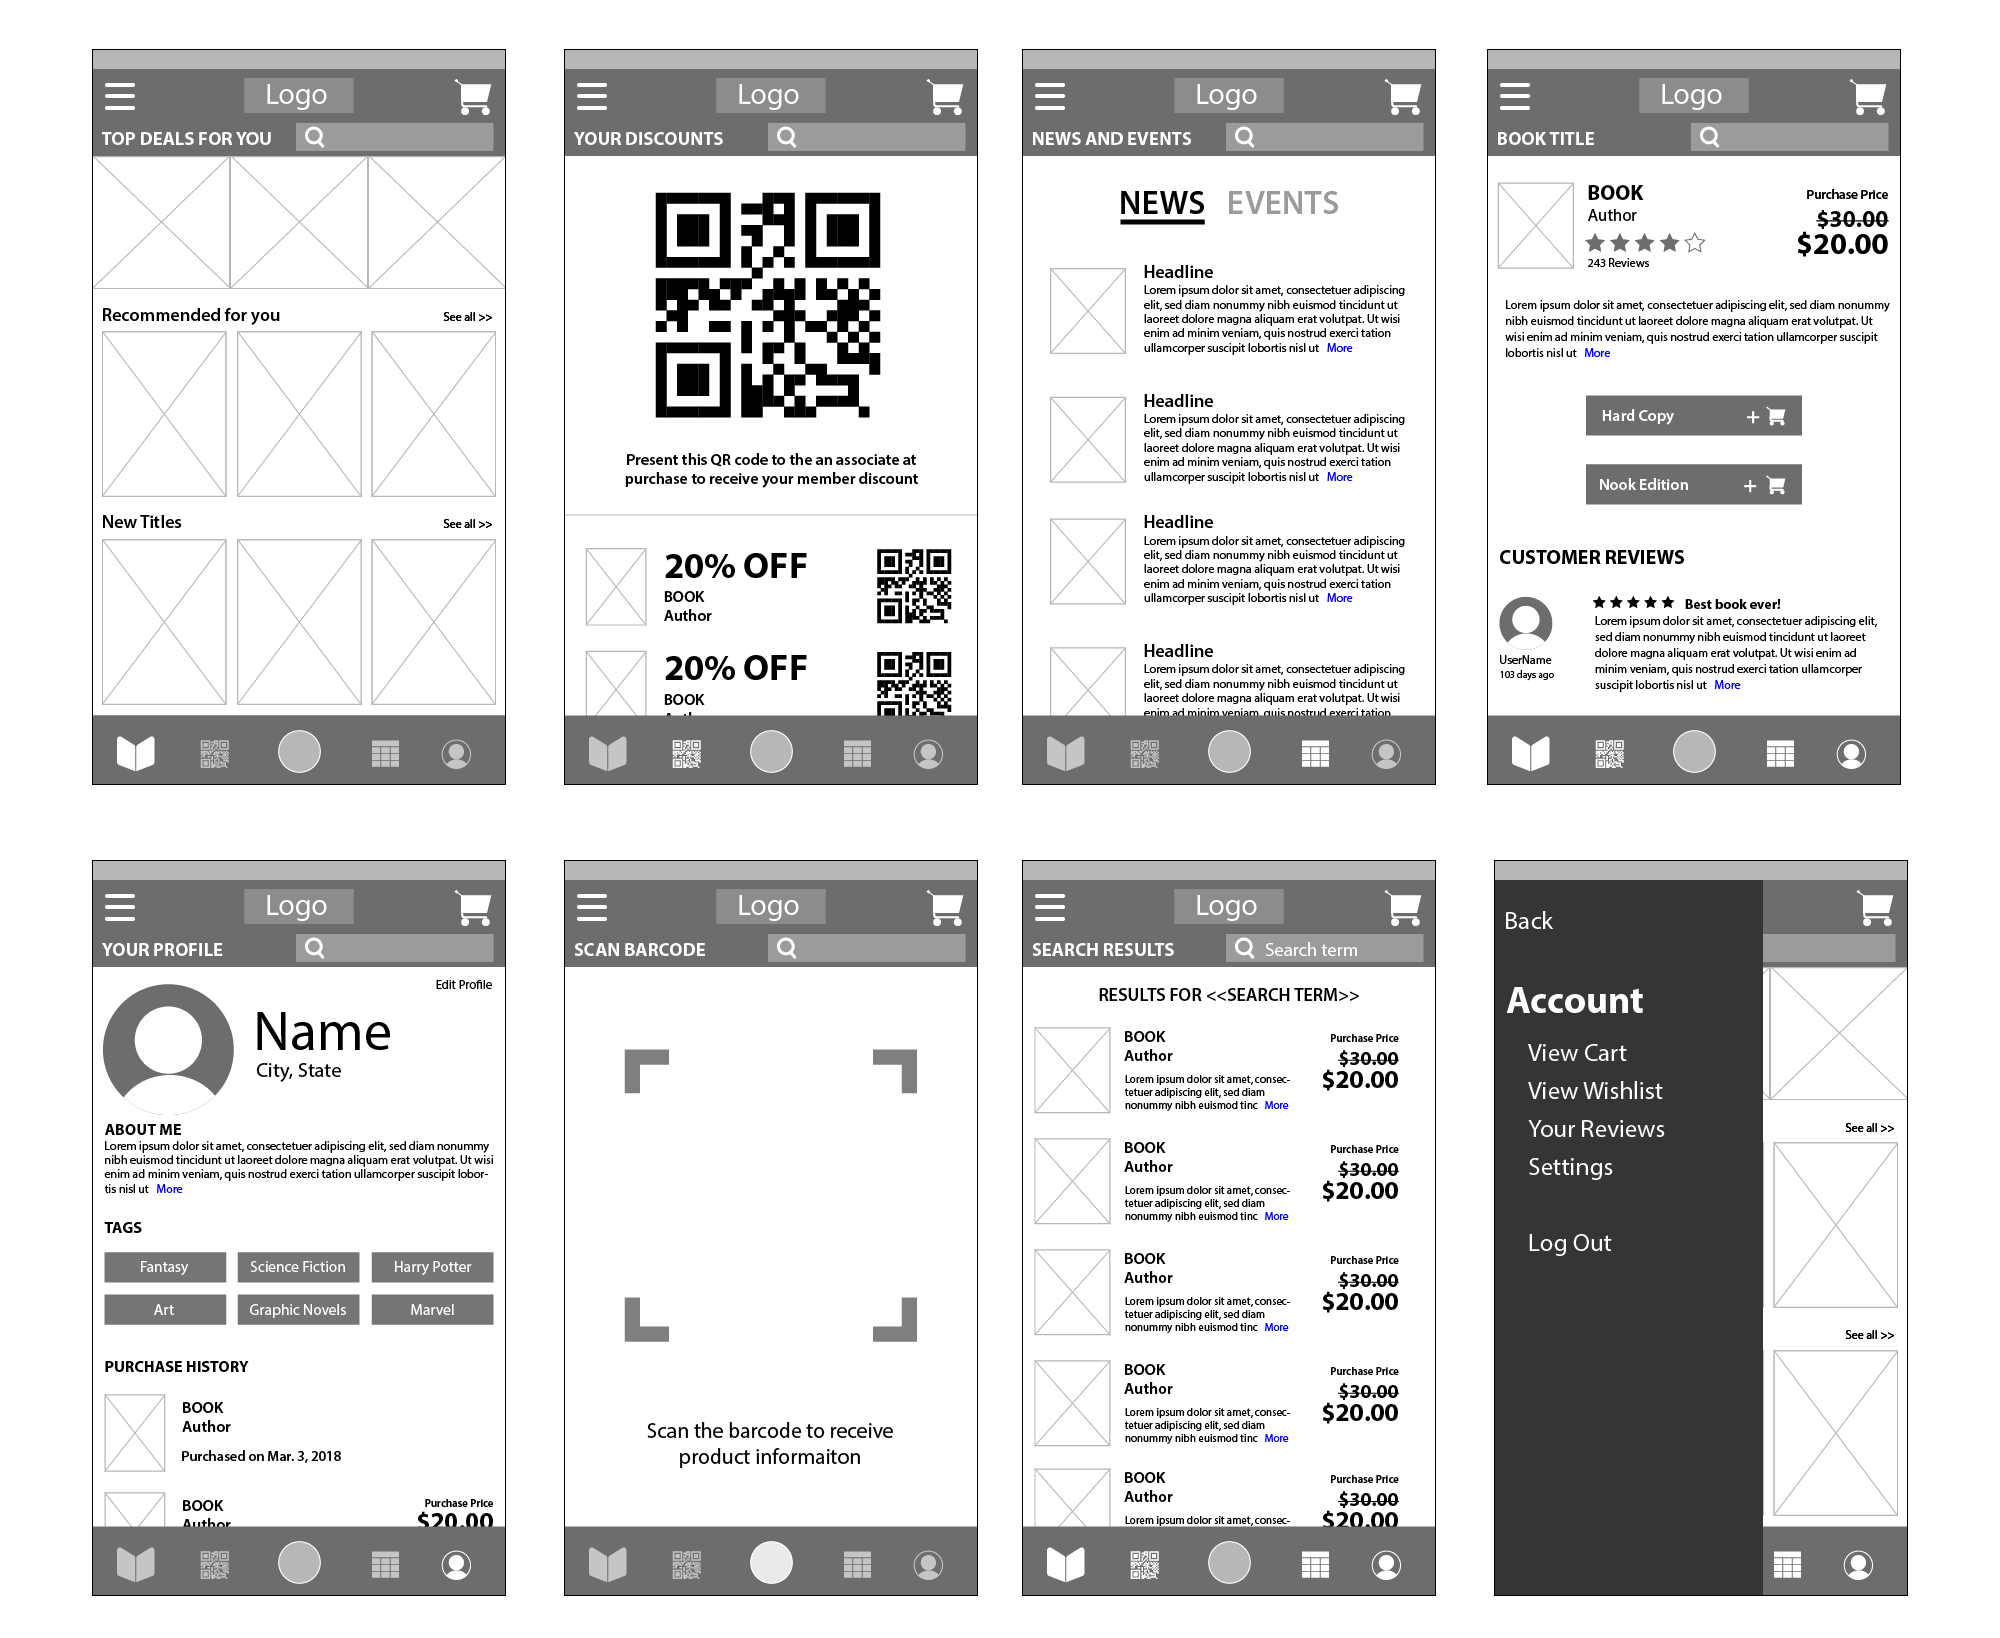 Logo
TOP DEALS FOR YOU
Recommended for you
See all >>
New Titles
See all >>
Logo
YOUR DISCOUNTS
Present this QR code to the an associate at
purchase to receive your member discount
20% OFF
BOOK
Author
20% OFF
BOOK
Author
Logo
NEWS AND EVENTS
NEWS EVENTS
Headline
Lorem ipsum dolor sit amet, consectetuer adipiscing
elit, sed diam nonummy nibh euismod tincidunt ut
laoreet dolore magna aliquam erat volutpat. Ut wisi
enim ad minim veniam, quis nostrud exerci tation
ullamcorper suscipit lobortis nisl ut More
Headline
Lorem ipsum dolor sit amet, consectetuer adipiscing
elit, sed diam nonummy nibh euismod tincidunt ut
laoreet dolore magna aliquam erat volutpat. Ut wisi
enim ad minim veniam, quis nostrud exerci tation
ullamcorper suscipit lobortis nisl ut More
Headline
Lorem ipsum dolor sit amet, consectetuer adipiscing
elit, sed diam nonummy nibh euismod tincidunt ut
laoreet dolore magna aliquam erat volutpat. Ut wisi
enim ad minim veniam, quis nostrud exerci tation
ullamcorper suscipit lobortis nisl ut More
Headline
Lorem ipsum dolor sit amet, consectetuer adipiscing
elit, sed diam nonummy nibh euismod tincidunt ut
laoreet dolore magna aliquam erat volutpat. Ut wisi
enim ad minim veniam, quis nostrud exerci tation
Logo
BOOK TITLE
BOOK
Author
243 Reviews
Purchase Price
$30.00
$20.00
Lorem ipsum dolor sit amet, consectetuer adipiscing elit, sed diam nonummy
nibh euismod tincidunt ut laoreet dolore magna aliquam erat volutpat. Ut
wisi enim ad minim veniam, quis nostrud exerci tation ullamcorper suscipit
lobortis nisl ut More
Hard Copy +
Nook Edition +
CUSTOMER REVIEWS
Best book ever!
Lorem ipsum dolor sit amet, consectetuer adipiscing elit,
sed diam nonummy nibh euismod tincidunt ut laoreet
dolore magna aliquam erat volutpat. Ut wisi enim ad
minim veniam, quis nostrud exerci tation ullamcorper
suscipit lobortis nisl ut More
UserName
103 days ago
Logo
YOUR PROFILE
Edit Profile
Name
City, State
ABOUT ME
Lorem ipsum dolor sit amet, consectetuer adipiscing elit, sed diam nonummy
nibh euismod tincidunt ut laoreet dolore magna aliquam erat volutpat. Ut wisi
enim ad minim veniam, quis nostrud exerci tation ullamcorper suscipit lobor-
tis nisl ut More
TAGS
Fantasy Science Fiction Harry Potter
Art Graphic Novels Marvel
PURCHASE HISTORY
BOOK
Author
Purchased on Mar. 3, 2018
BOOK
Author
Purchase Price
$20.00
Logo
SCAN BARCODE
Scan the barcode to receive
product informaiton
Logo
SEARCH RESULTS
Search term
RESULTS FOR <<SEARCH TERM>>
BOOK
Author
Lorem ipsum dolor sit amet, consec-
tetuer adipiscing elit, sed diam
nonummy nibh euismod tinc More
Purchase Price
$30.00
$20.00
BOOK
Author
Lorem ipsum dolor sit amet, consec-
tetuer adipiscing elit, sed diam
nonummy nibh euismod tinc More
Purchase Price
$30.00
$20.00
BOOK
Author
Lorem ipsum dolor sit amet, consec-
tetuer adipiscing elit, sed diam
nonummy nibh euismod tinc More
Purchase Price
$30.00
$20.00
BOOK
Author
Lorem ipsum dolor sit amet, consec-
tetuer adipiscing elit, sed diam
nonummy nibh euismod tinc More
Purchase Price
$30.00
$20.00
BOOK
Author
Lorem ipsum dolor sit amet, consec-
Purchase Price
$30.00
$20.00
Back
Account
View Cart
View Wishlist
Your Reviews
Settings
Log Out
See all >>
See all >>